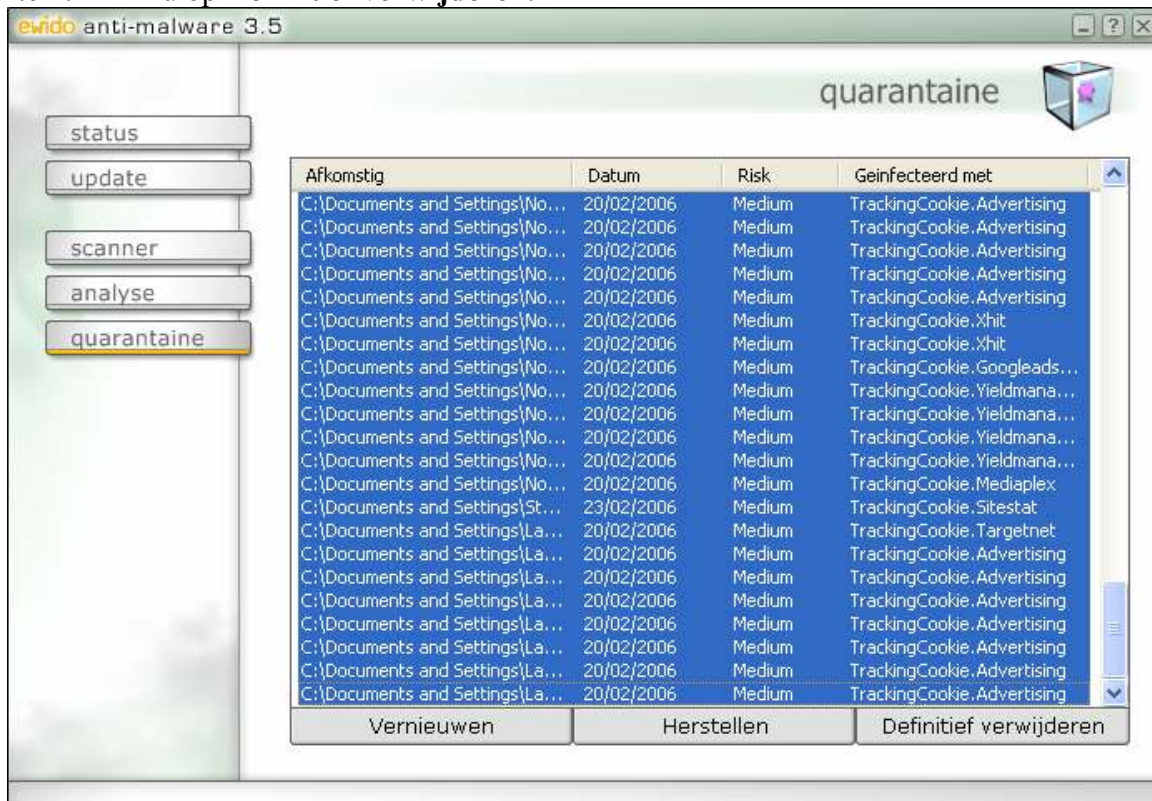 ewido anti-malware 3.5
quarantaine
status
update
scanner
analyse
quarantaine
Afkomstig Datum Risk Geinfecteerd met
C:\Documents and Settings\No... 20/02/2006 Medium TrackingCookie.Advertising
C:\Documents and Settings\No... 20/02/2006 Medium TrackingCookie.Advertising
C:\Documents and Settings\No... 20/02/2006 Medium TrackingCookie.Advertising
C:\Documents and Settings\No... 20/02/2006 Medium TrackingCookie.Advertising
C:\Documents and Settings\No... 20/02/2006 Medium TrackingCookie.Advertising
C:\Documents and Settings\No... 20/02/2006 Medium TrackingCookie.Xhit
C:\Documents and Settings\No... 20/02/2006 Medium TrackingCookie.Xhit
C:\Documents and Settings\No... 20/02/2006 Medium TrackingCookie.Googleads...
C:\Documents and Settings\No... 20/02/2006 Medium TrackingCookie.Yieldmana...
C:\Documents and Settings\No... 20/02/2006 Medium TrackingCookie.Yieldmana...
C:\Documents and Settings\No... 20/02/2006 Medium TrackingCookie.Yieldmana...
C:\Documents and Settings\No... 20/02/2006 Medium TrackingCookie.Yieldmana...
C:\Documents and Settings\No... 20/02/2006 Medium TrackingCookie.Mediaplex
C:\Documents and Settings\St... 23/02/2006 Medium TrackingCookie.Sitestat
C:\Documents and Settings\La... 20/02/2006 Medium TrackingCookie.Targetnet
C:\Documents and Settings\La... 20/02/2006 Medium TrackingCookie.Advertising
C:\Documents and Settings\La... 20/02/2006 Medium TrackingCookie.Advertising
C:\Documents and Settings\La... 20/02/2006 Medium TrackingCookie.Advertising
C:\Documents and Settings\La... 20/02/2006 Medium TrackingCookie.Advertising
C:\Documents and Settings\La... 20/02/2006 Medium TrackingCookie.Advertising
C:\Documents and Settings\La... 20/02/2006 Medium TrackingCookie.Advertising
C:\Documents and Settings\La... 20/02/2006 Medium TrackingCookie.Advertising
Vernieuwen Herstellen Definitief verwijderen